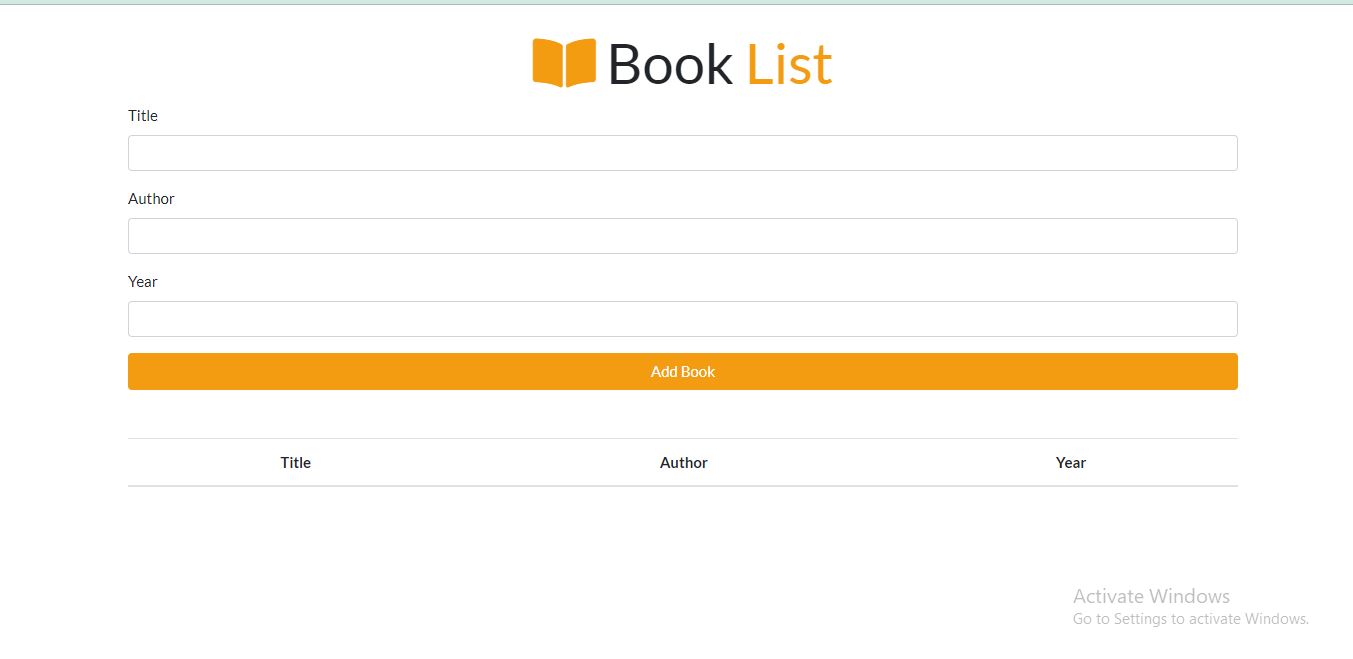 Book List
Title
Author
Year
Add Book
Title Author Year
Activate Windows
Go to Settings to activate Windows.